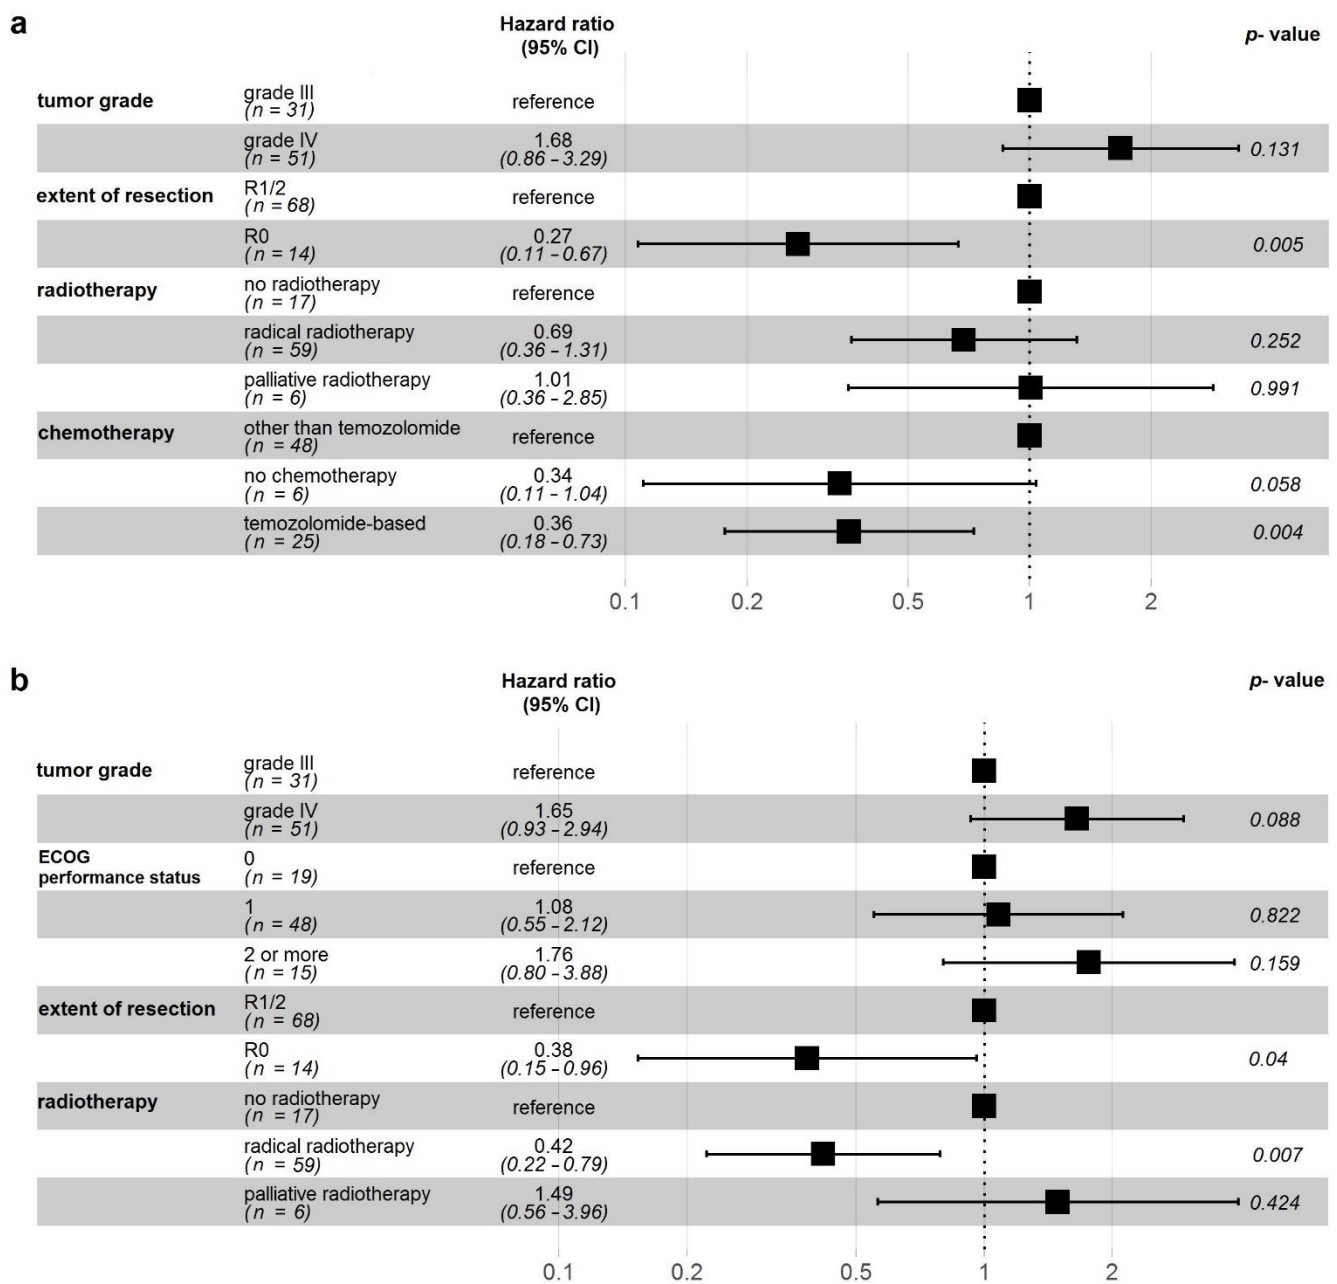 a
Hazard ratio
(95% CI)
p- value
tumor grade
grade III
(n = 31)
reference
grade IV
(n = 51)
1.68
(0.86 – 3.29)
0.131
extent of resection
R1/2
(n = 68)
reference
R0
(n = 14)
0.27
(0.11 – 0.67)
0.005
radiotherapy
no radiotherapy
(n = 17)
reference
radical radiotherapy
(n = 59)
0.69
(0.36 – 1.31)
0.252
palliative radiotherapy
(n = 6)
1.01
(0.36 – 2.85)
0.991
chemotherapy
other than temozolomide
(n = 48)
reference
no chemotherapy
(n = 6)
0.34
(0.11 – 1.04)
0.058
temozolomide-based
(n = 25)
0.36
(0.18 – 0.73)
0.004
0.1 0.2 0.5 1 2
b
Hazard ratio
(95% CI)
p- value
tumor grade
grade III
(n = 31)
reference
grade IV
(n = 51)
1.65
(0.93 – 2.94)
0.088
ECOG
performance status
0
(n = 19)
reference
1
(n = 48)
1.08
(0.55 – 2.12)
0.822
2 or more
(n = 15)
1.76
(0.80 – 3.88)
0.159
extent of resection
R1/2
(n = 68)
reference
R0
(n = 14)
0.38
(0.15 – 0.96)
0.04
radiotherapy
no radiotherapy
(n = 17)
reference
radical radiotherapy
(n = 59)
0.42
(0.22 – 0.79)
0.007
palliative radiotherapy
(n = 6)
1.49
(0.56 – 3.96)
0.424
0.1 0.2 0.5 1 2